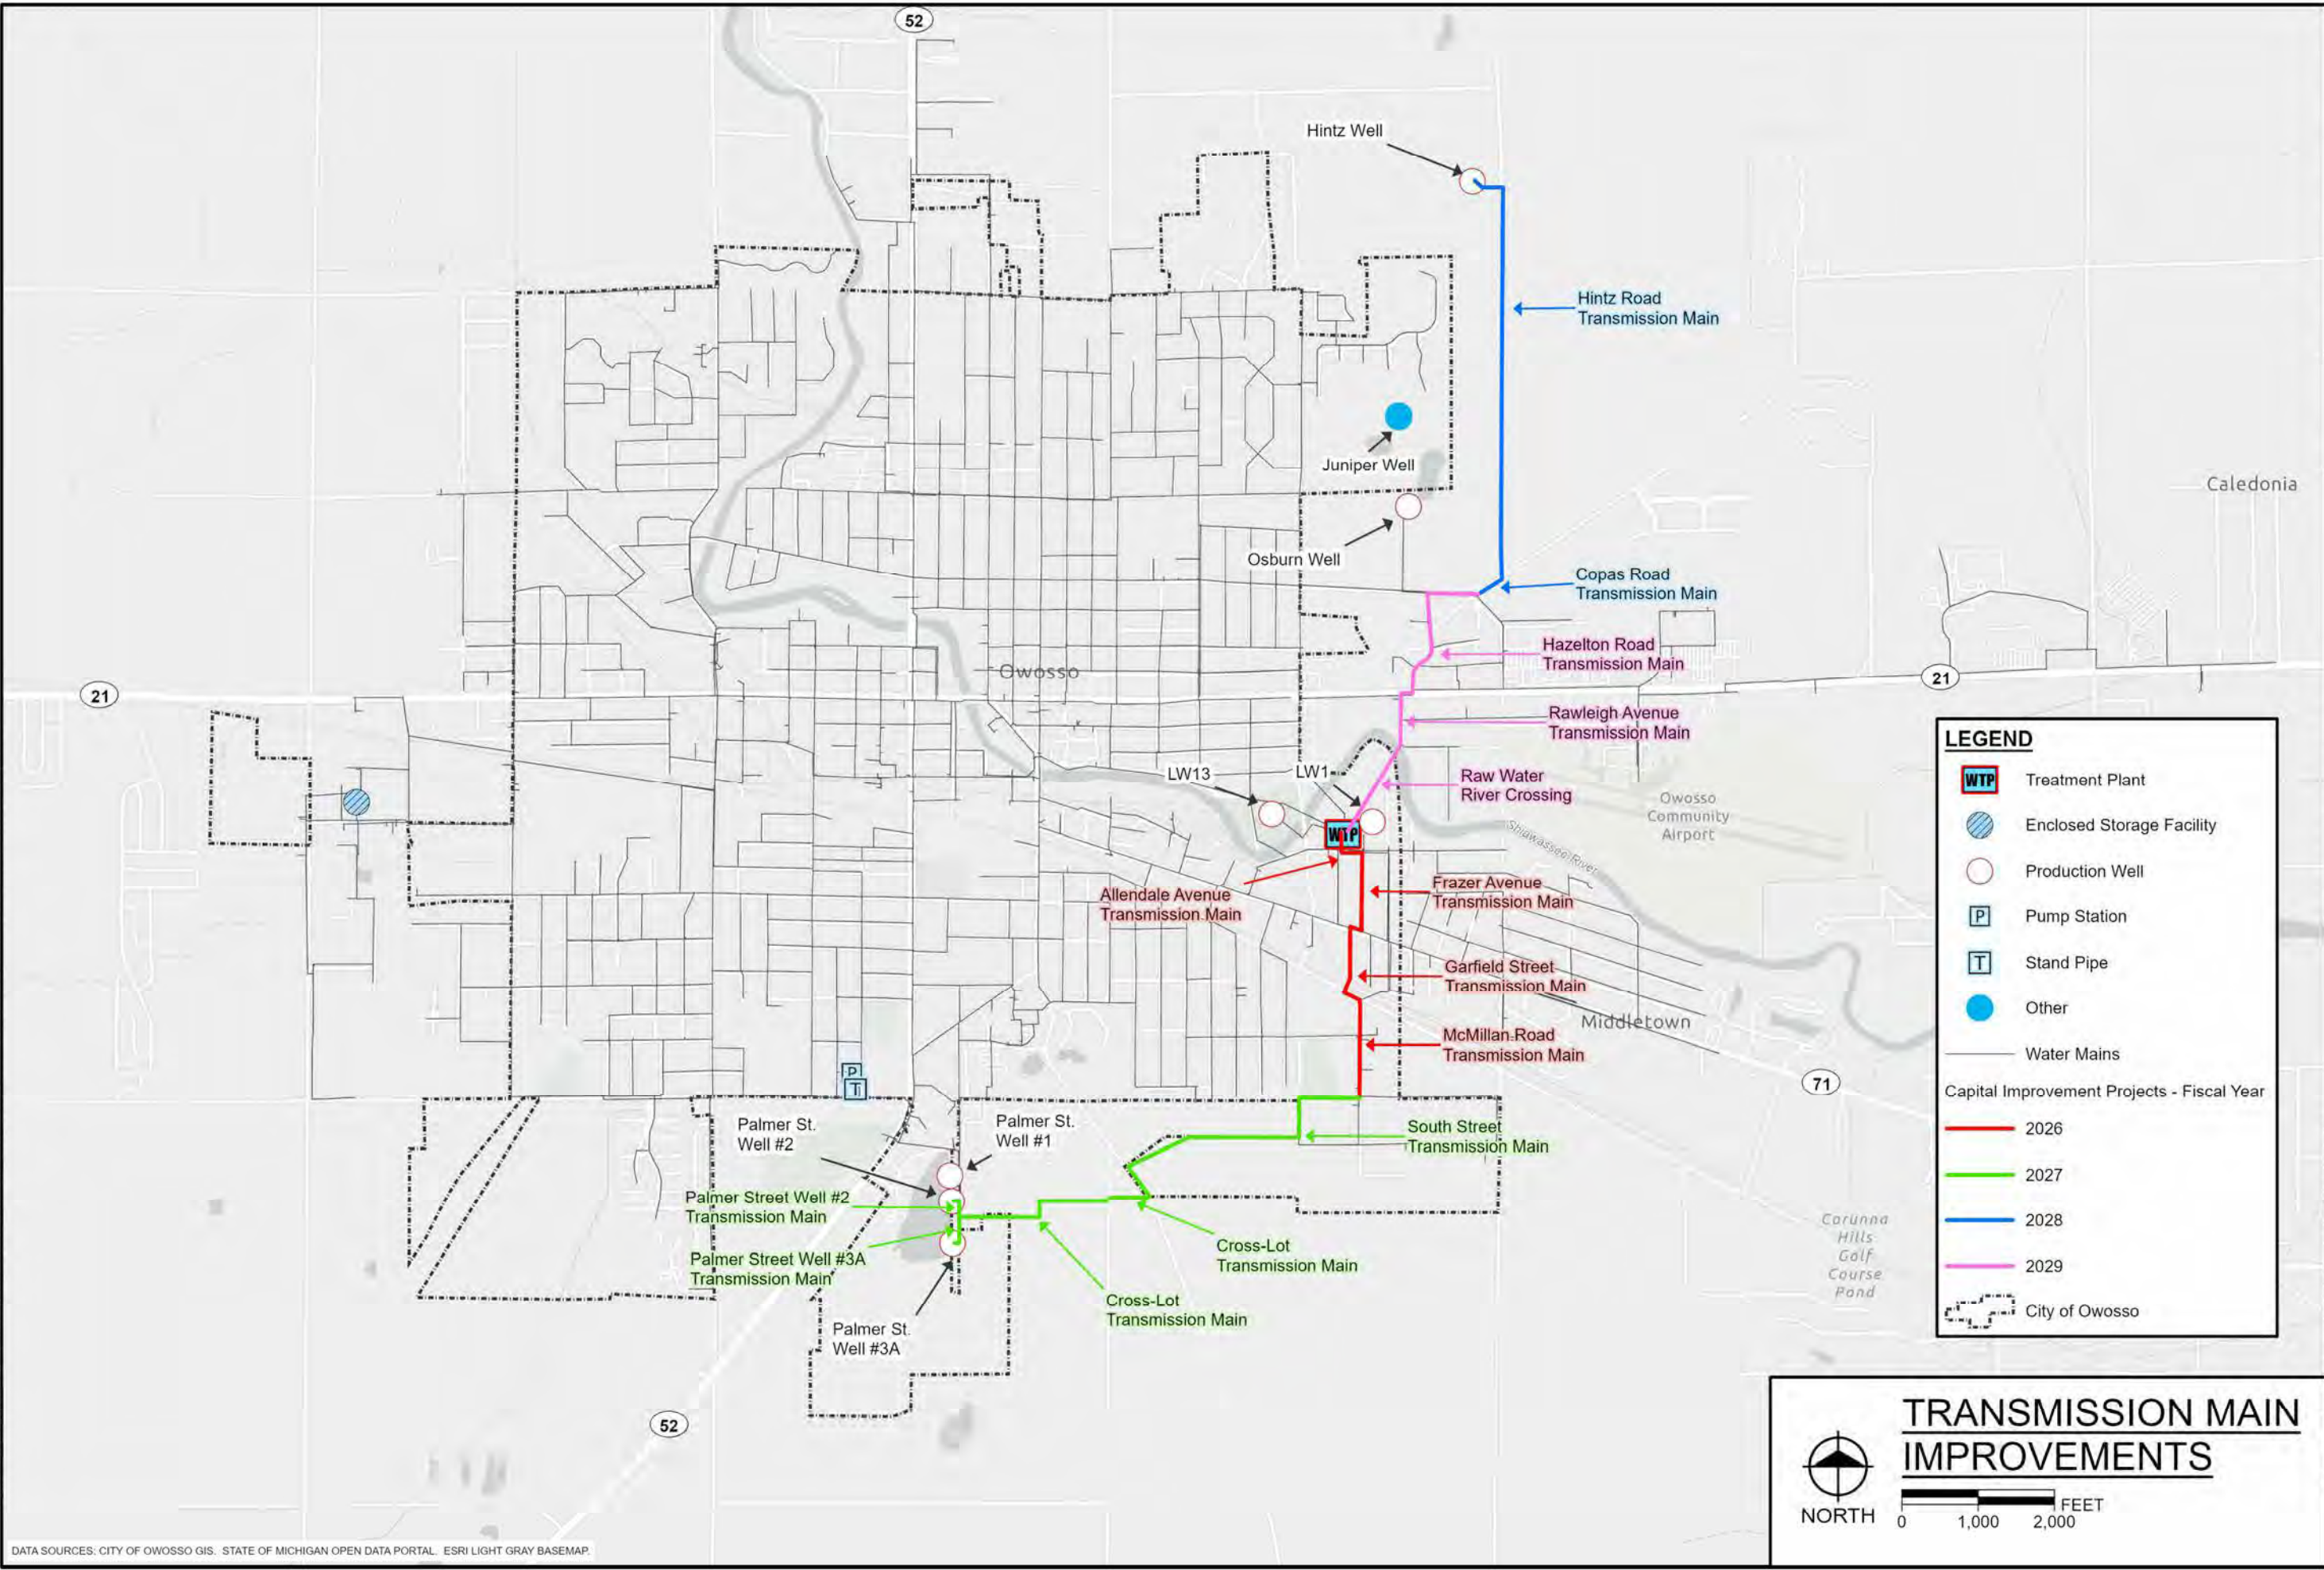 52
Hintz Well
Hintz Road
Transmission Main
Juniper Well
Caledonia
Osburn Well
Copas Road
Transmission Main
Hazelton Road
Transmission Main
Owosso
21
21
Rawleigh Avenue
Transmission Main
LW13
LW1
Raw Water
River Crossing
Owosso
Community
Airport
WTP
Shiawassee River
Allendale Avenue
Transmission Main
Frazer Avenue
Transmission Main
Garfield Street
Transmission Main
Middletown
McMillan Road
Transmission Main
P
T
71
Palmer St.
Well #2
Palmer St.
Well #1
South Street
Transmission Main
Palmer Street Well #2
Transmission Main
Palmer Street Well #3A
Transmission Main
Cross-Lot
Transmission Main
Cross-Lot
Transmission Main
Palmer St.
Well #3A
Corunna
Hills
Golf
Course
Pond
52
LEGEND
WTP Treatment Plant
Enclosed Storage Facility
Production Well
P Pump Station
T Stand Pipe
Other
Water Mains
Capital Improvement Projects - Fiscal Year
2026
2027
2028
2029
City of Owosso
TRANSMISSION MAIN
IMPROVEMENTS
NORTH
FEET
0 1,000 2,000
DATA SOURCES: CITY OF OWOSSO GIS. STATE OF MICHIGAN OPEN DATA PORTAL. ESRI LIGHT GRAY BASEMAP.